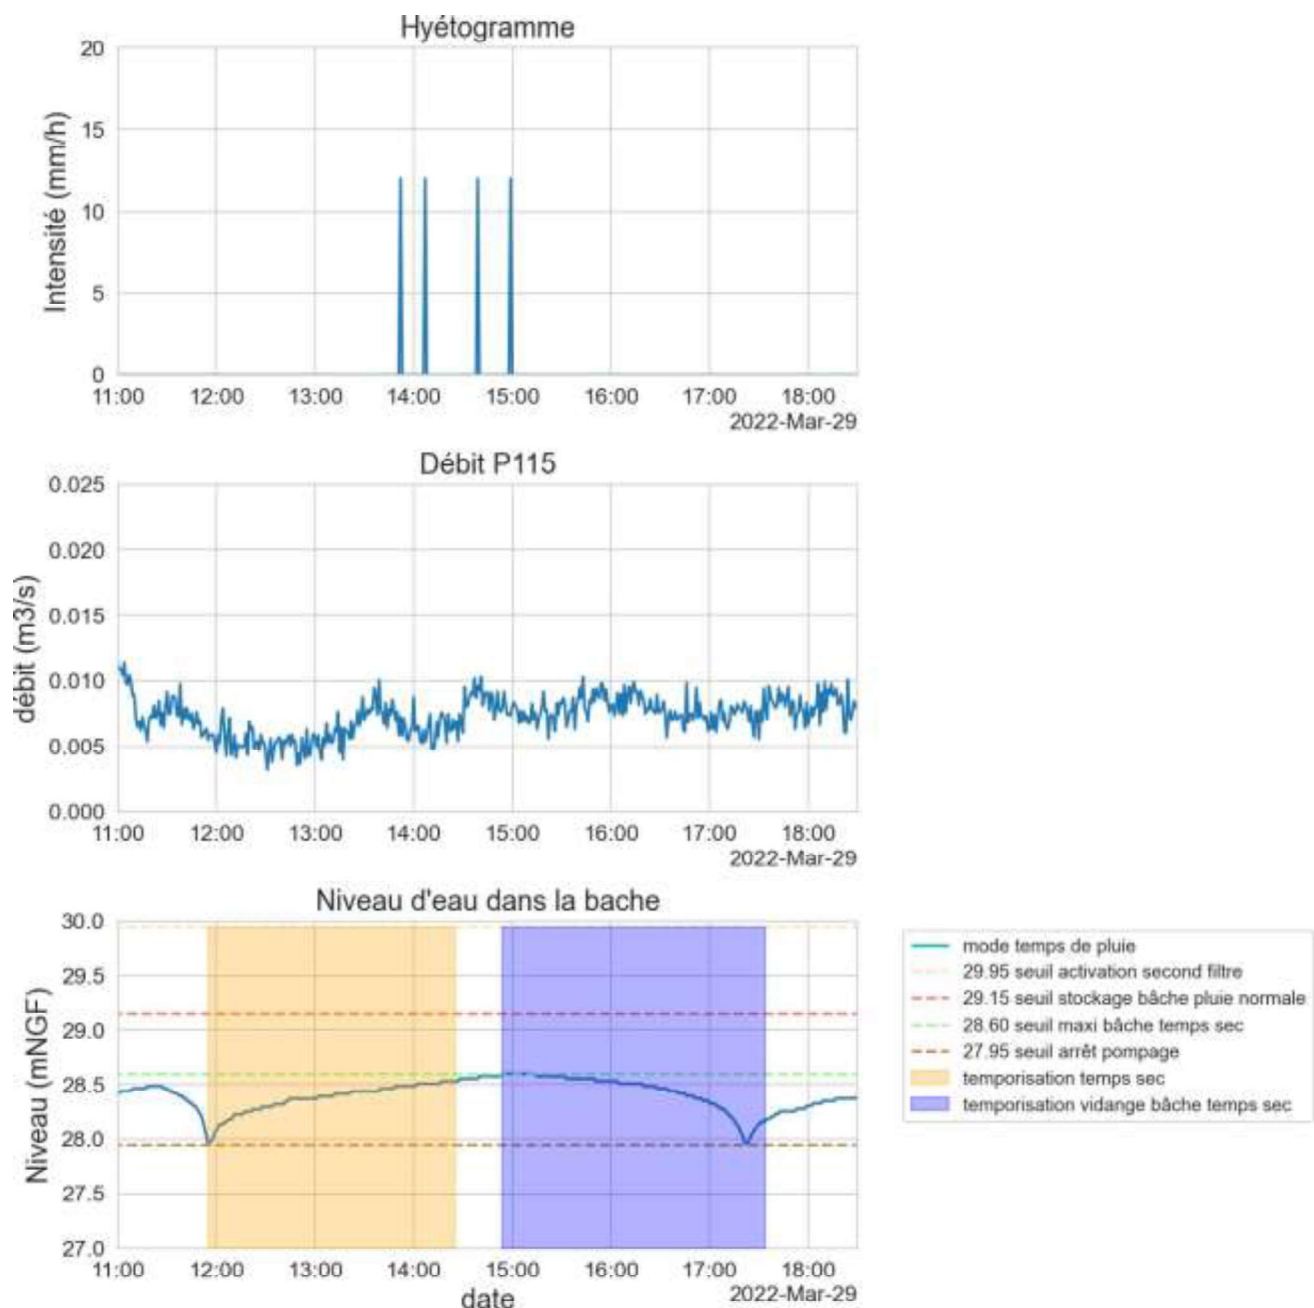 Hyétogramme
20
15
10
5
0
Intensité (mm/h)
11:00 12:00 13:00 14:00 15:00 16:00 17:00 18:00
2022-Mar-29
Débit P115
0.025
0.020
0.015
0.010
0.005
0.000
débit (m3/s)
11:00 12:00 13:00 14:00 15:00 16:00 17:00 18:00
2022-Mar-29
Niveau d'eau dans la bache
30.0
29.5
29.0
28.5
28.0
27.5
27.0
Niveau (mNGF)
11:00 12:00 13:00 14:00 15:00 16:00 17:00 18:00
date
2022-Mar-29
mode temps de pluie
29.95 seuil activation second filtre
29.15 seuil stockage bâche pluie normale
28.60 seuil maxi bâche temps sec
27.95 seuil arrêt pompage
temporisation temps sec
temporisation vidange bâche temps sec